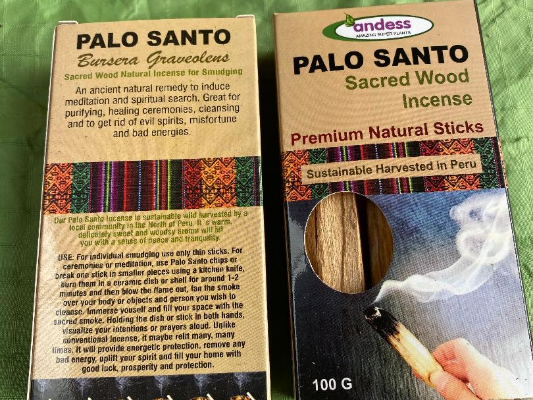 PALO SANTO
Bursera Graveolens
Sacred Wood Natural Incense for Smudging
An ancient natural remedy to induce
meditation and spiritual search. Great for
purifying, healing ceremonies, cleansing
and to get rid of evil spirits, misfortune
and bad energies.
Our Palo Santo Incense is sustainable wild harvested by a
local community in the North of Peru. It is warm,
delicately sweet and woodsy aroma will fill
you with a sense of peace and tranquility.
USE: For individual smudging use only thin sticks. For
ceremonies or meditation, use Palo Santo chips or
break one stick in smaller pieces using a kitchen knife,
burn them in a ceramic dish or shell for around 1-2
minutes and then blow the flame out, fan the smoke
over your body or objects and person you wish to
cleanse. Immerse youself and fill your space with the
sacred smoke. Holding the dish or stick in both hands,
visualize your intentions or prayers aloud. Unlike
conventional incense, it maybe relit many, many
times. It will provide energetic protection, remove any
bad energy, uplift your spirit and fill your home with
good luck, prosperity and protection.
andess
AMAZING SUPER PLANTS
PALO SANTO
Sacred Wood
Incense
Premium Natural Sticks
Sustainable Harvested in Peru
100 G